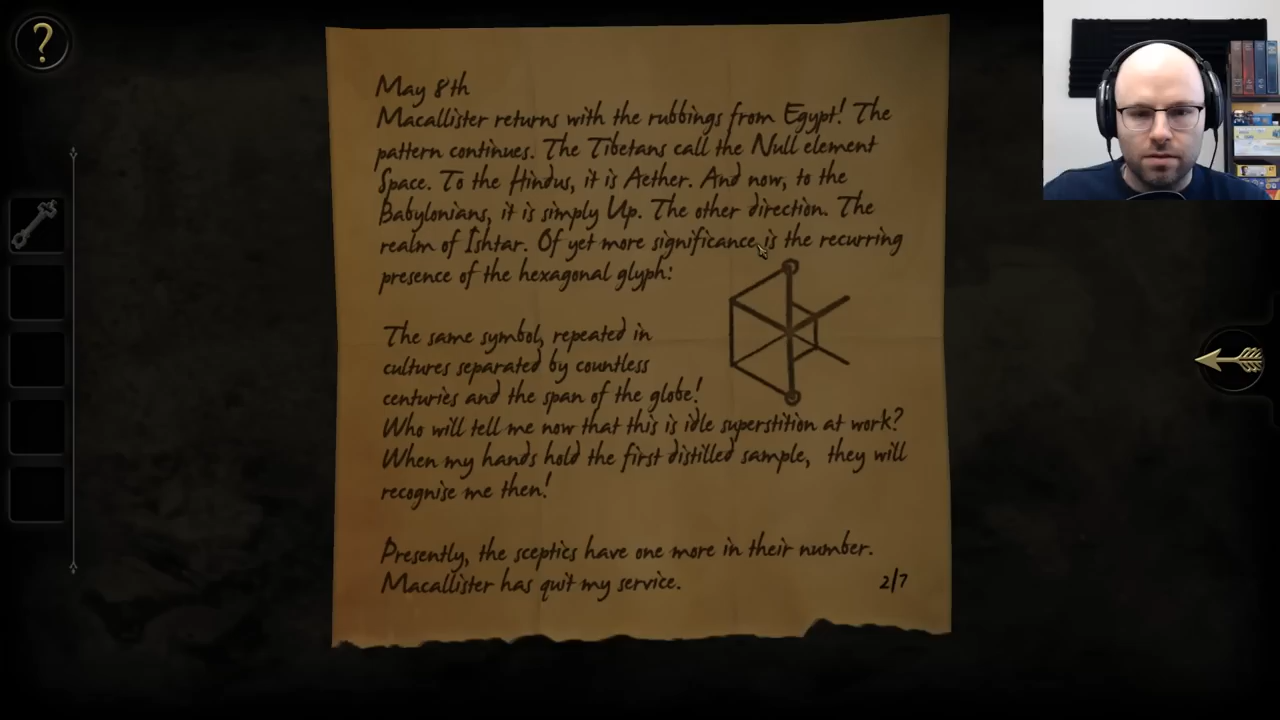 ?
May 8th
Macallister returns with the rubbings from Egypt! The
pattern continues. The Tibetans call the Null element
Space. To the Hindus, it is Aether. And now, to the
Babylonians, it is simply Up. The other direction. The
realm of Ishtar. Of yet more significance is the recurring
presence of the hexagonal glyph:
The same symbol, repeated in
cultures separated by countless
centuries and the span of the globe!
Who will tell me now that this is idle superstition at work?
When my hands hold the first distilled sample, they will
recognise me then!
Presently, the sceptics have one more in their number.
Macallister has quit my service.
2/7